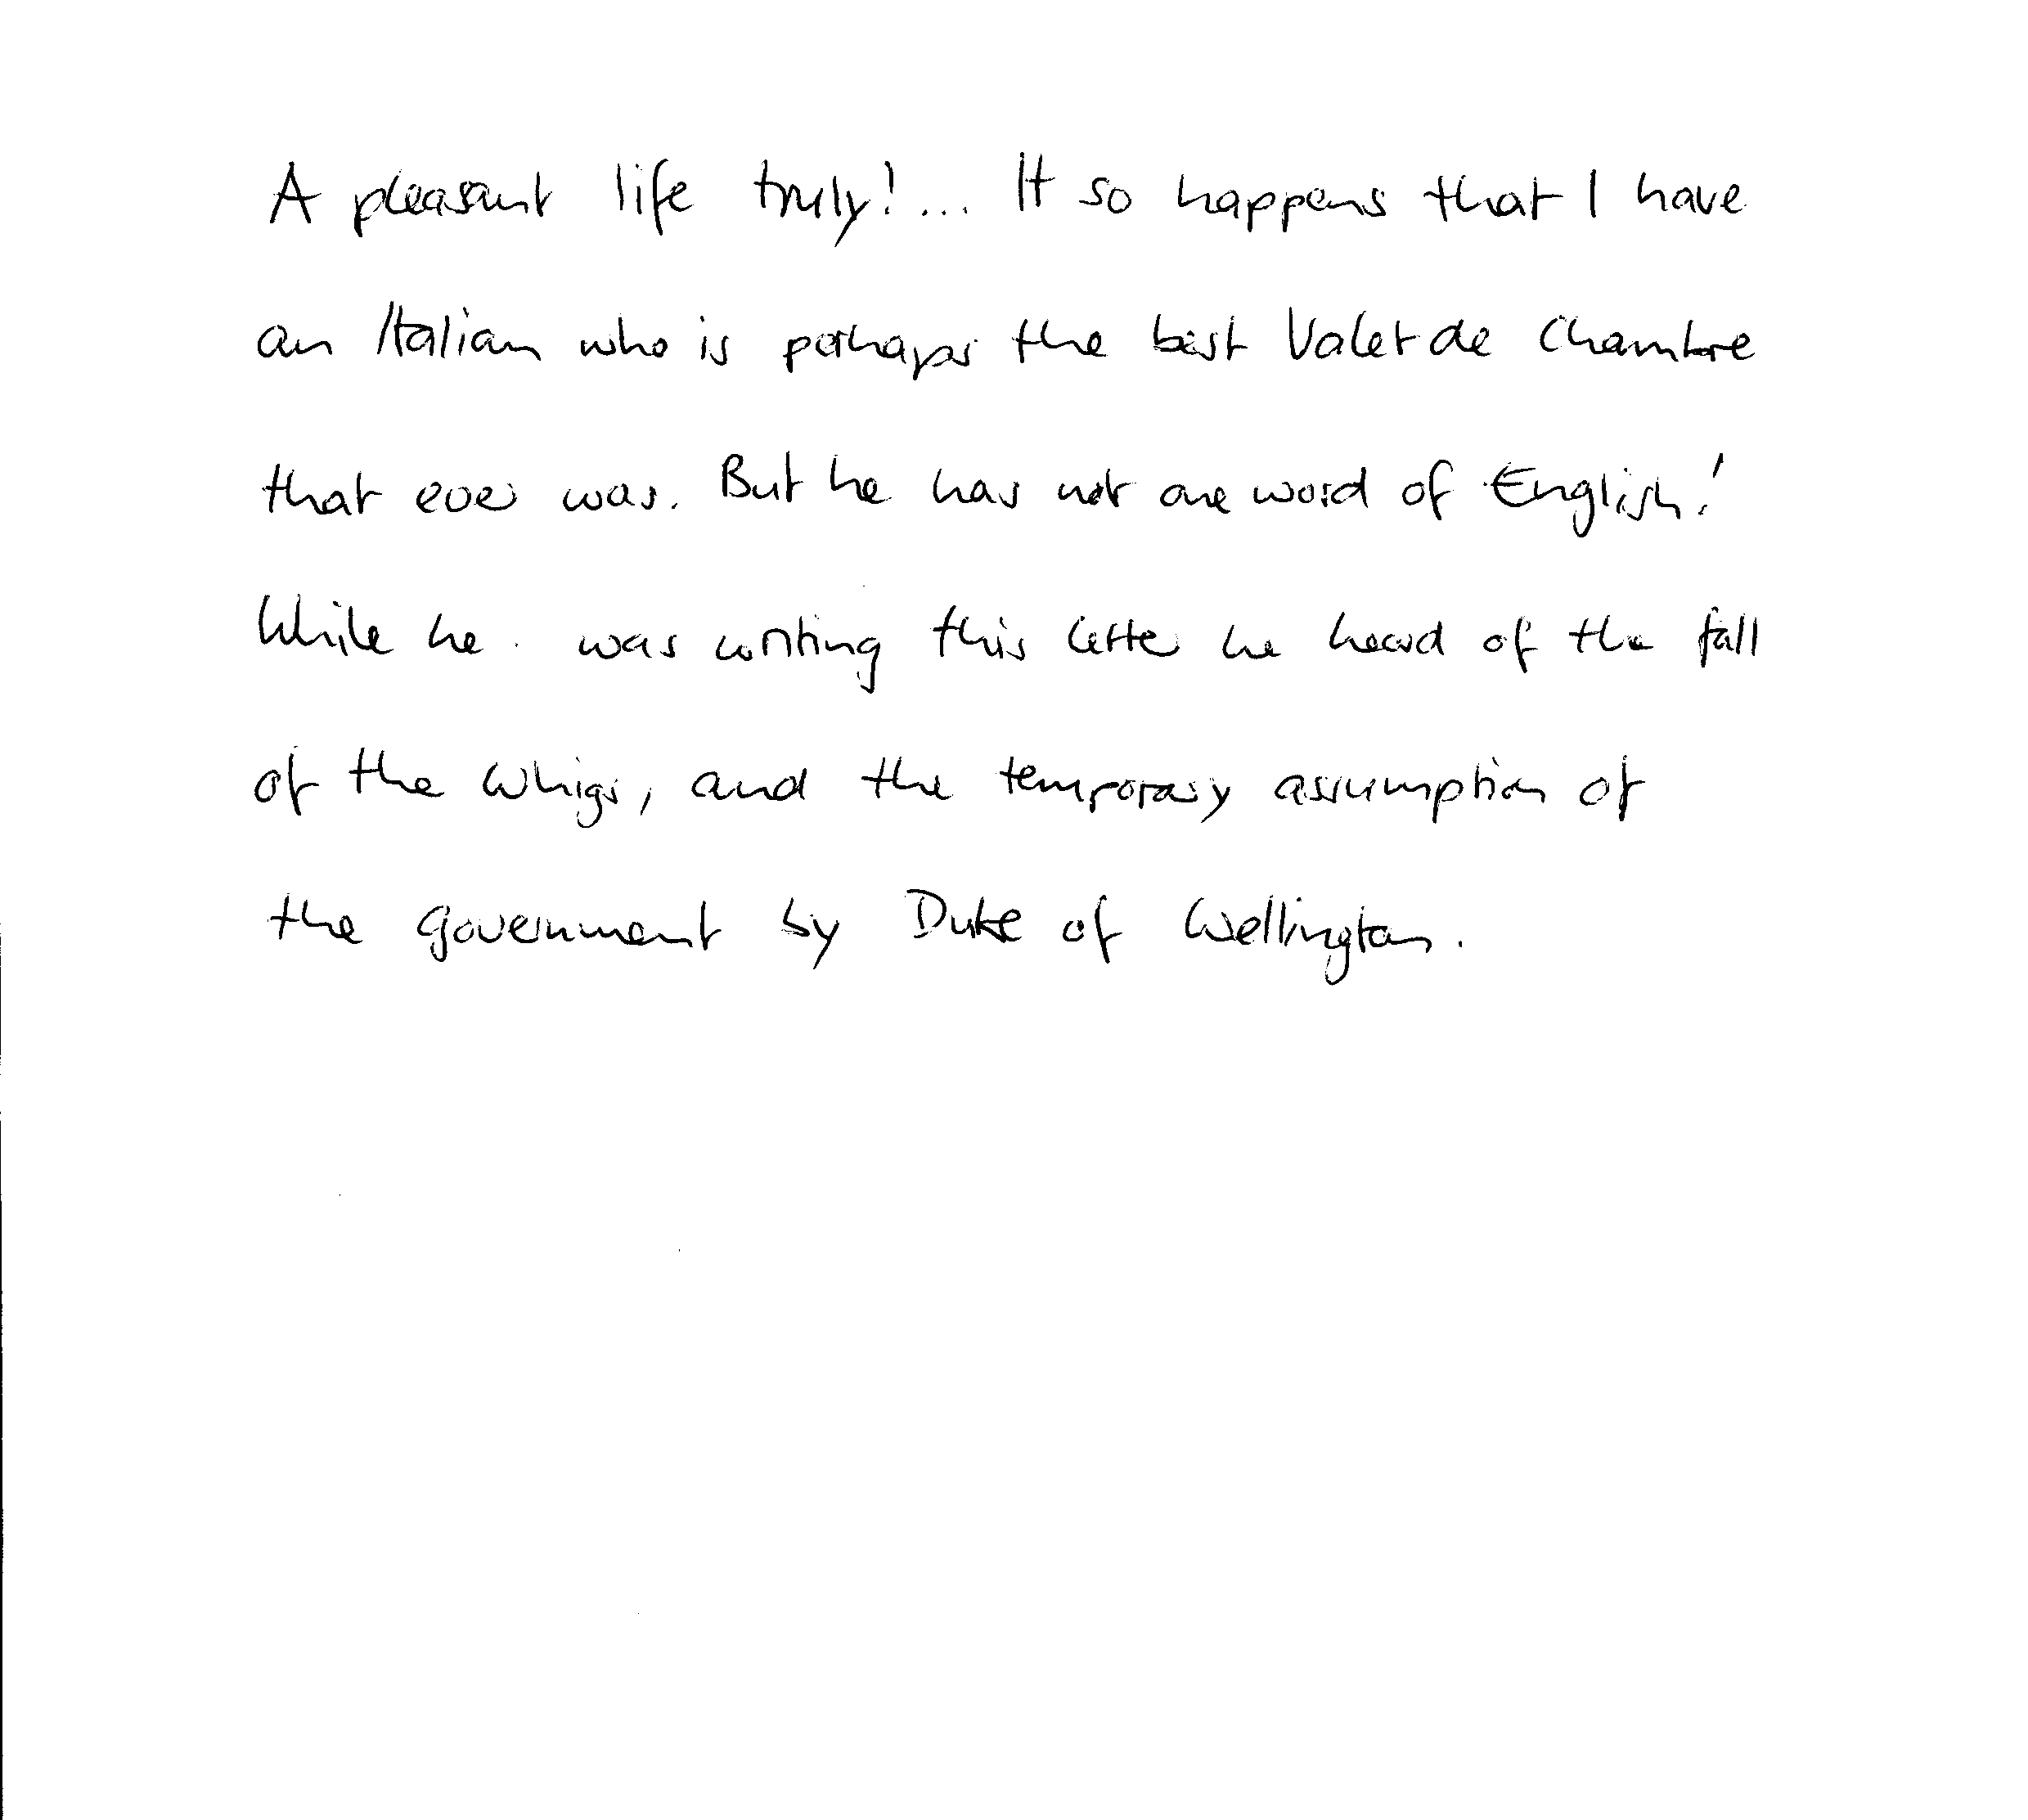 A pleasant life truly!... It so happens that I have
an Italian who is perhaps the best Valet de Chambre
that ever was. But he has not one word of English!
While he was writing this letter he heard of the fall
of the Whigs, and the temporary assumption of
the government by Duke of Wellington.